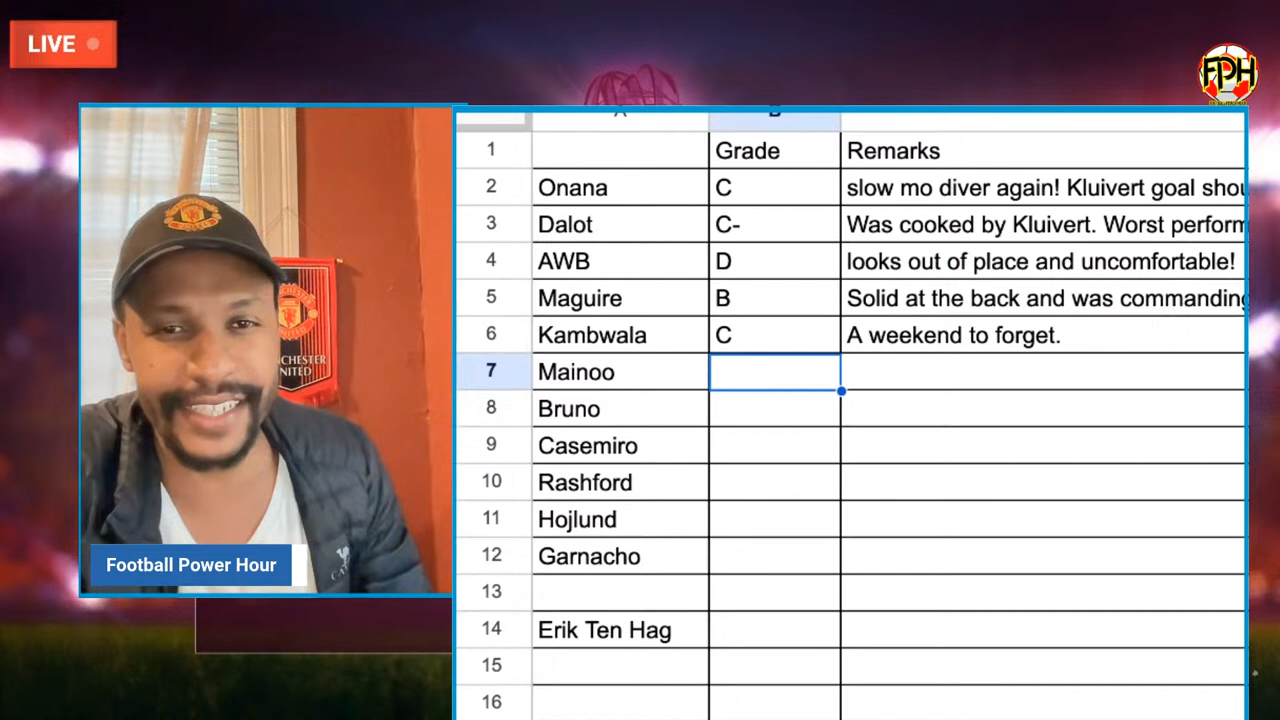 LIVE
FPH
A B
1 Grade Remarks
2 Onana C slow mo diver again! Kluivert goal
3 Dalot C- Was cooked by Kluivert. Worst
4 AWB D looks out of place and uncomfortable!
5 Maguire B Solid at the back and was commanding
6 Kambwala C A weekend to forget.
7 Mainoo
8 Bruno
9 Casemiro
10 Rashford
11 Hojlund
12 Garnacho
13
14 Erik Ten Hag
15
16
UNITED
Football Power Hour